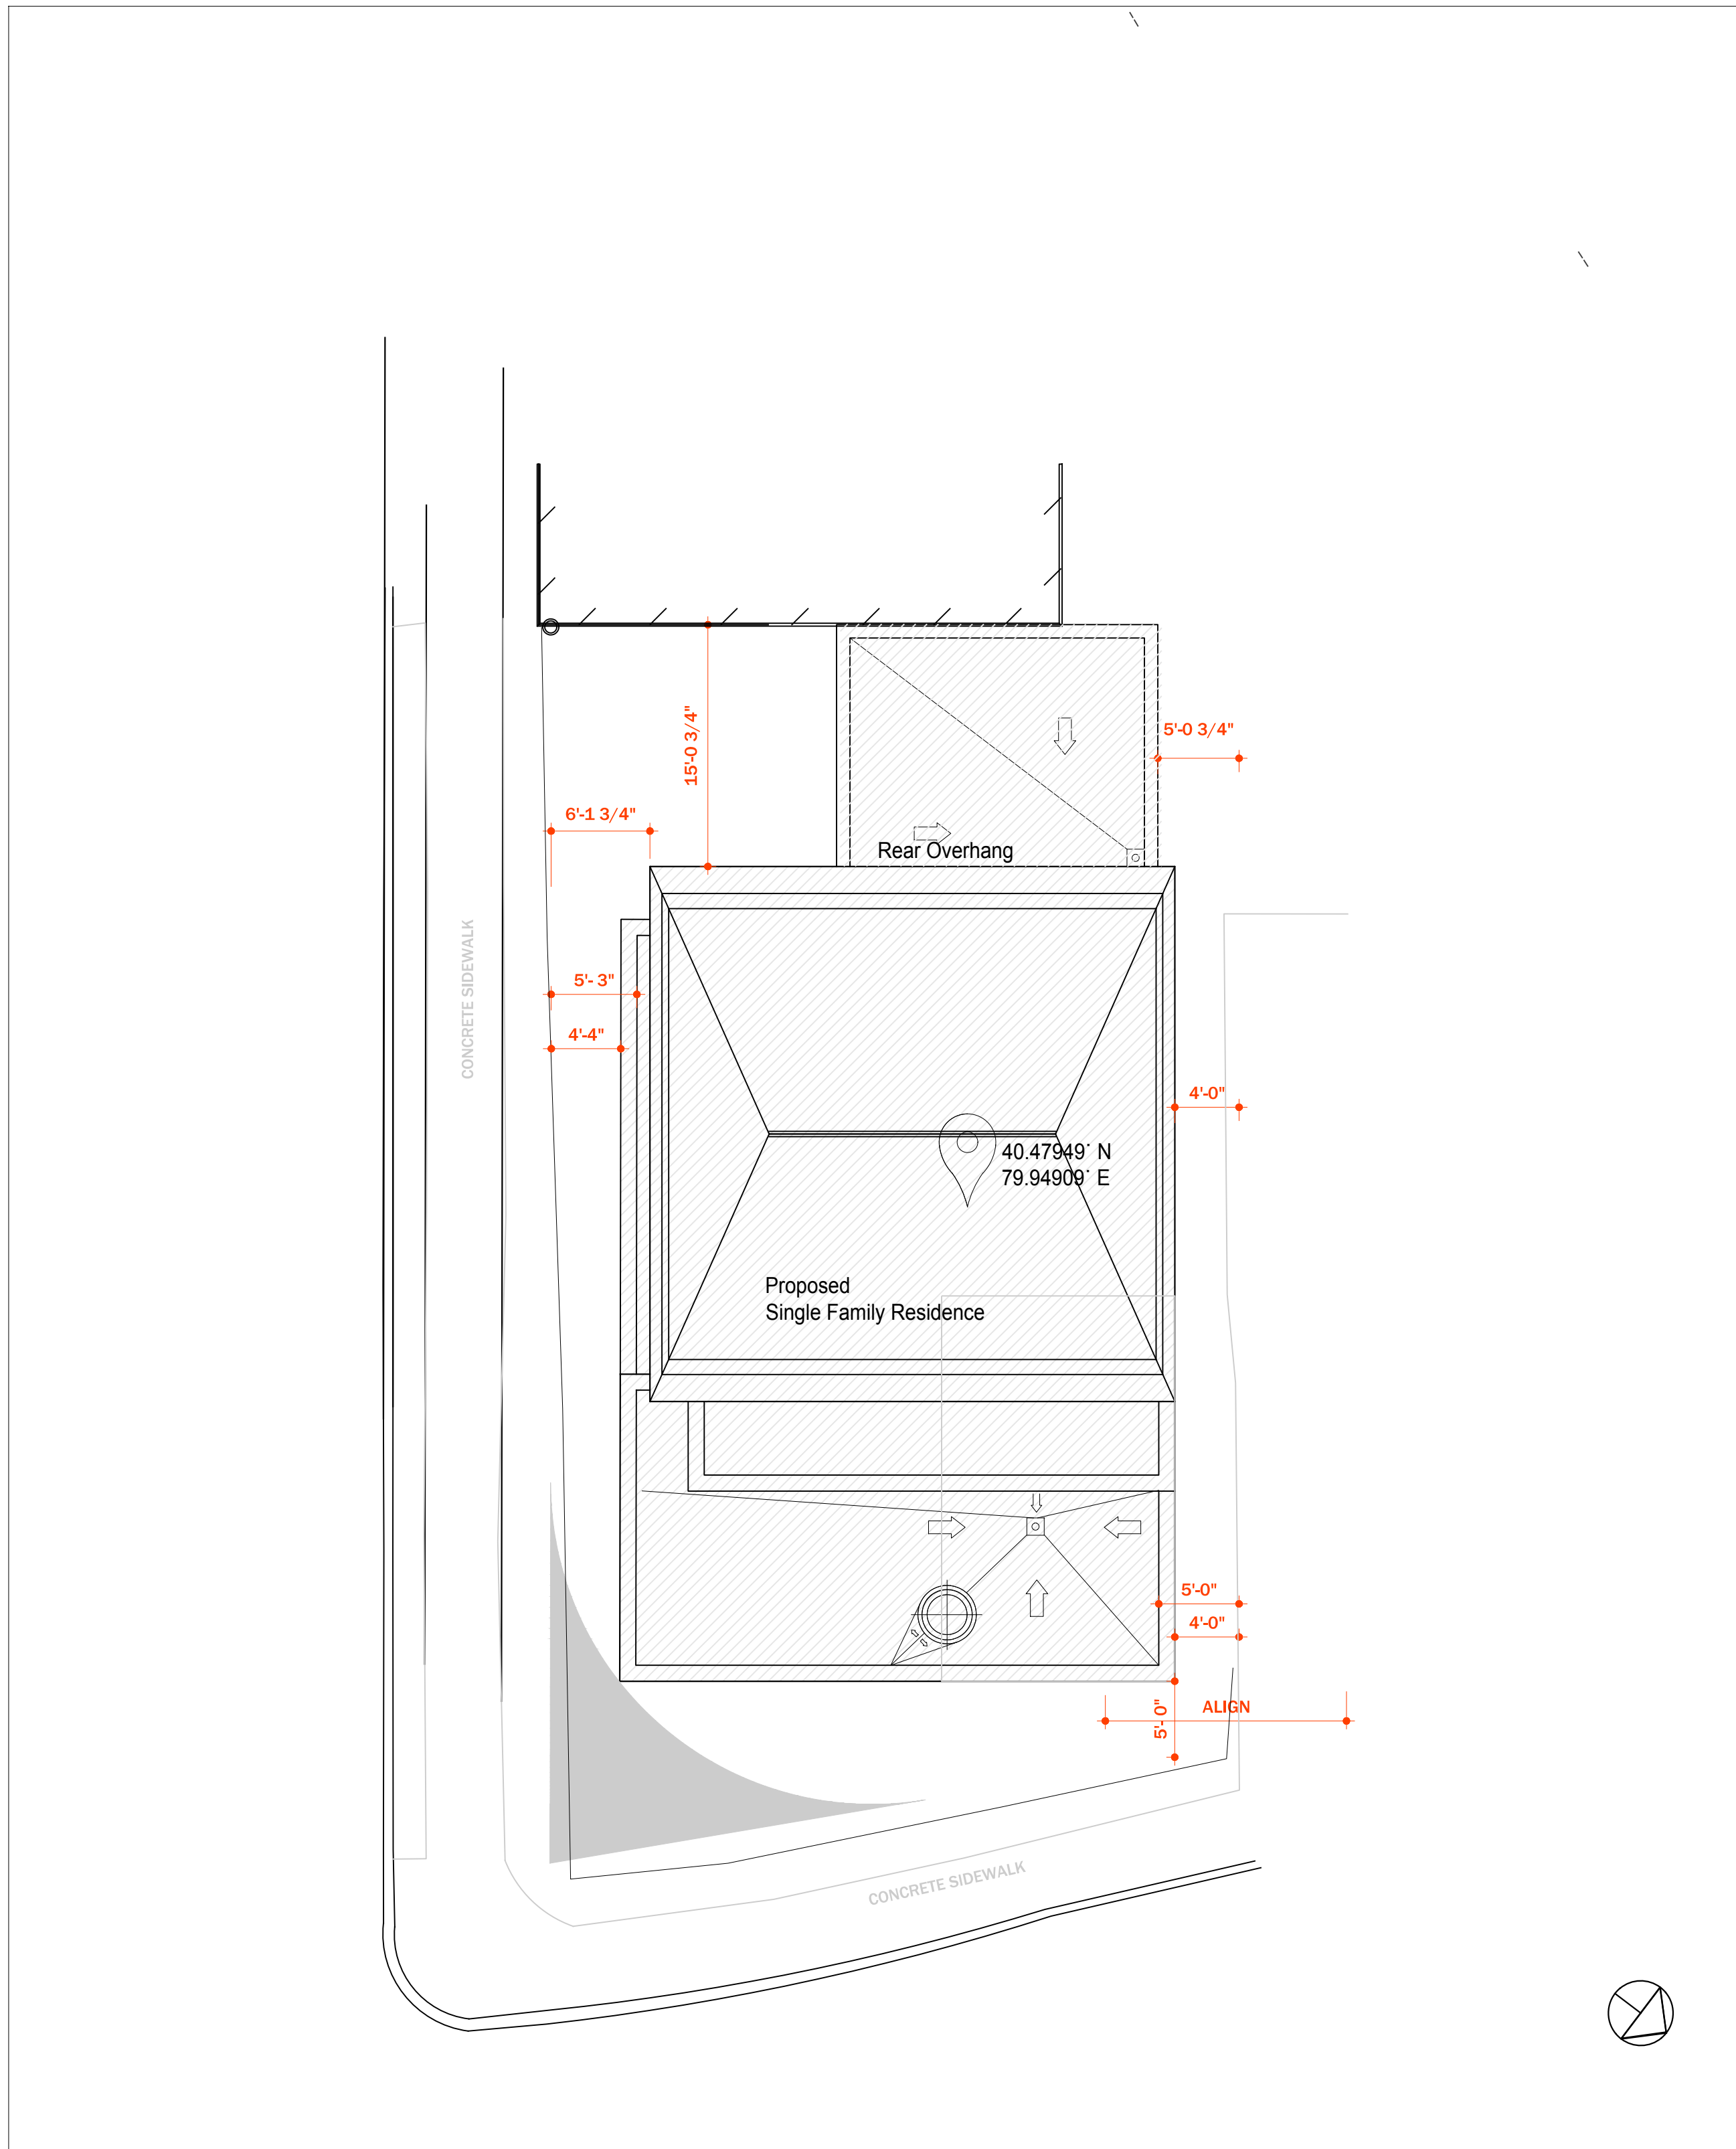 15'-0 3/4"
5'-0 3/4"
6'-1 3/4"
Rear Overhang
CONCRETE SIDEWALK
5'- 3"
4'-4"
4'-0"
40.47949° N
79.94909° E
Proposed
Single Family Residence
5'-0"
4'-0"
5'- 0"
ALIGN
CONCRETE SIDEWALK